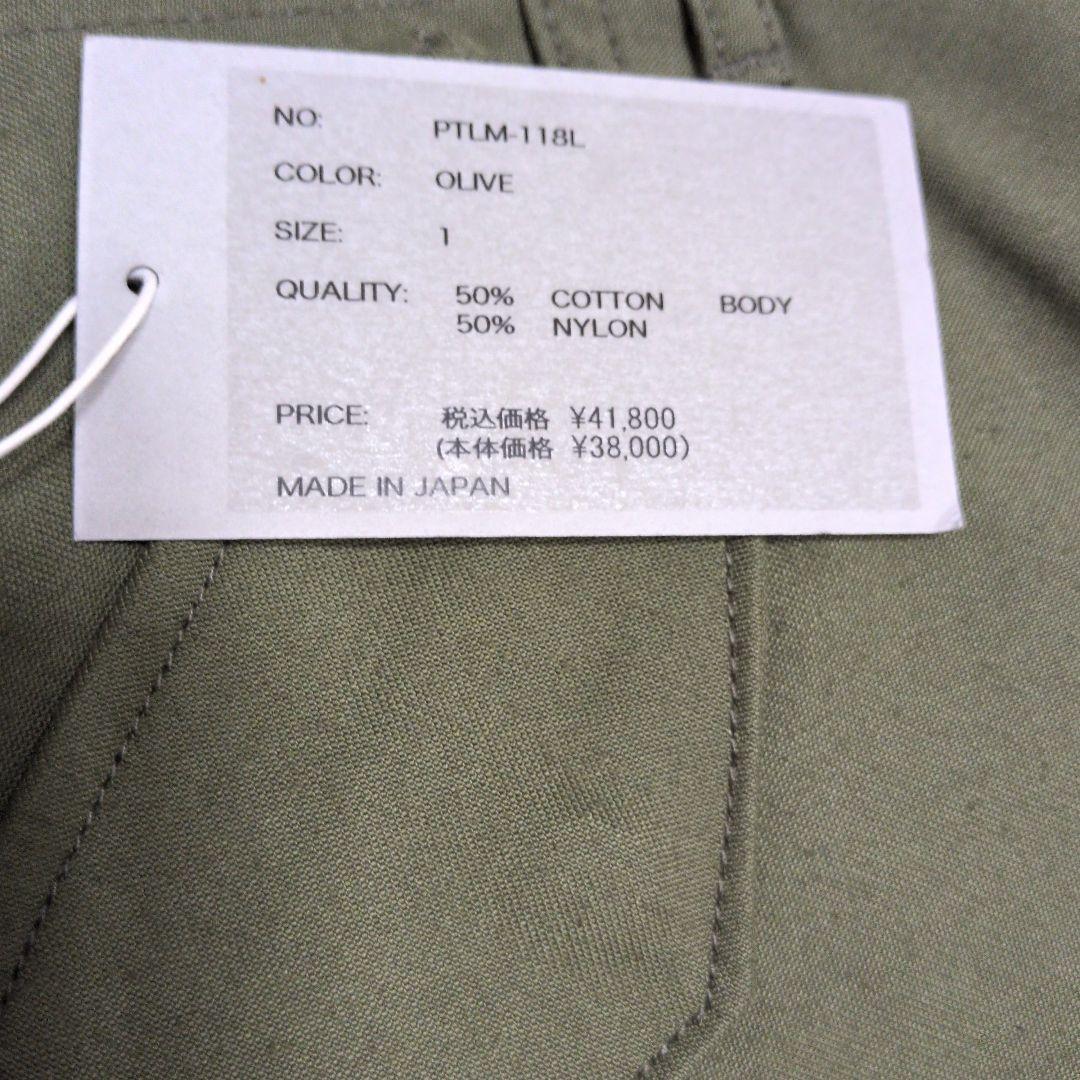 NO: PTLM-118L
COLOR: OLIVE
SIZE: 1
QUALITY: 50% COTTON BODY
50% NYLON
PRICE: 税込価格 ¥41,800
(本体価格 ¥38,000)
MADE IN JAPAN